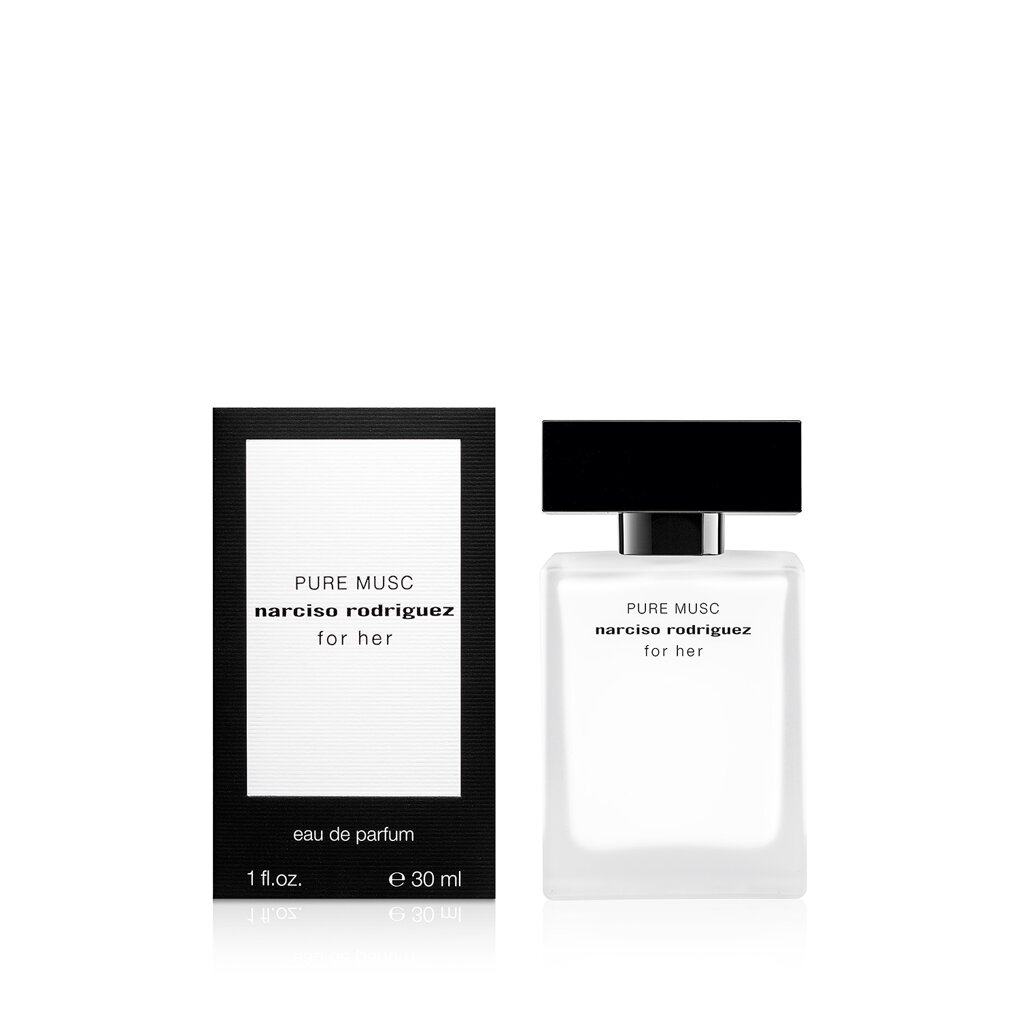 PURE MUSC
narciso rodriguez
for her
eau de parfum
1 fl.oz. ℮ 30 ml
PURE MUSC
narciso rodriguez
for her